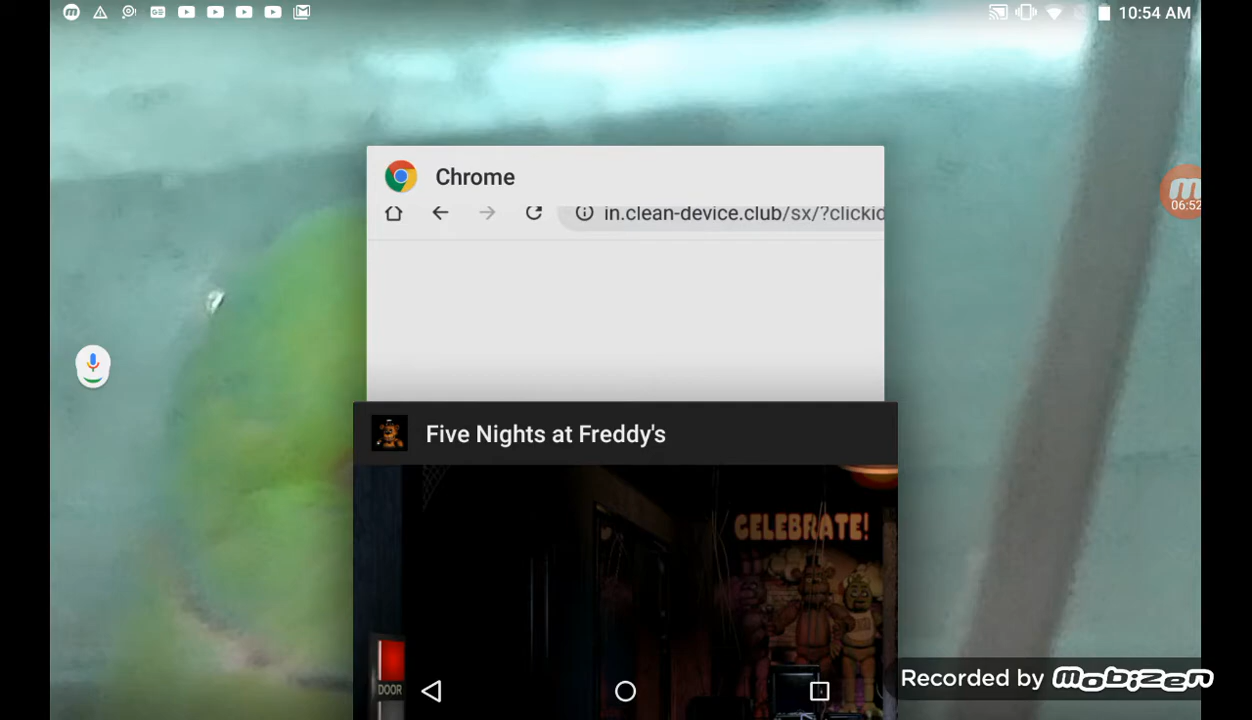 10:54 AM
Chrome
in.clean-device.club/sx/?clickid
06:52
Five Nights at Freddy's
CELEBRATE!
DOOR
Recorded by mobizen